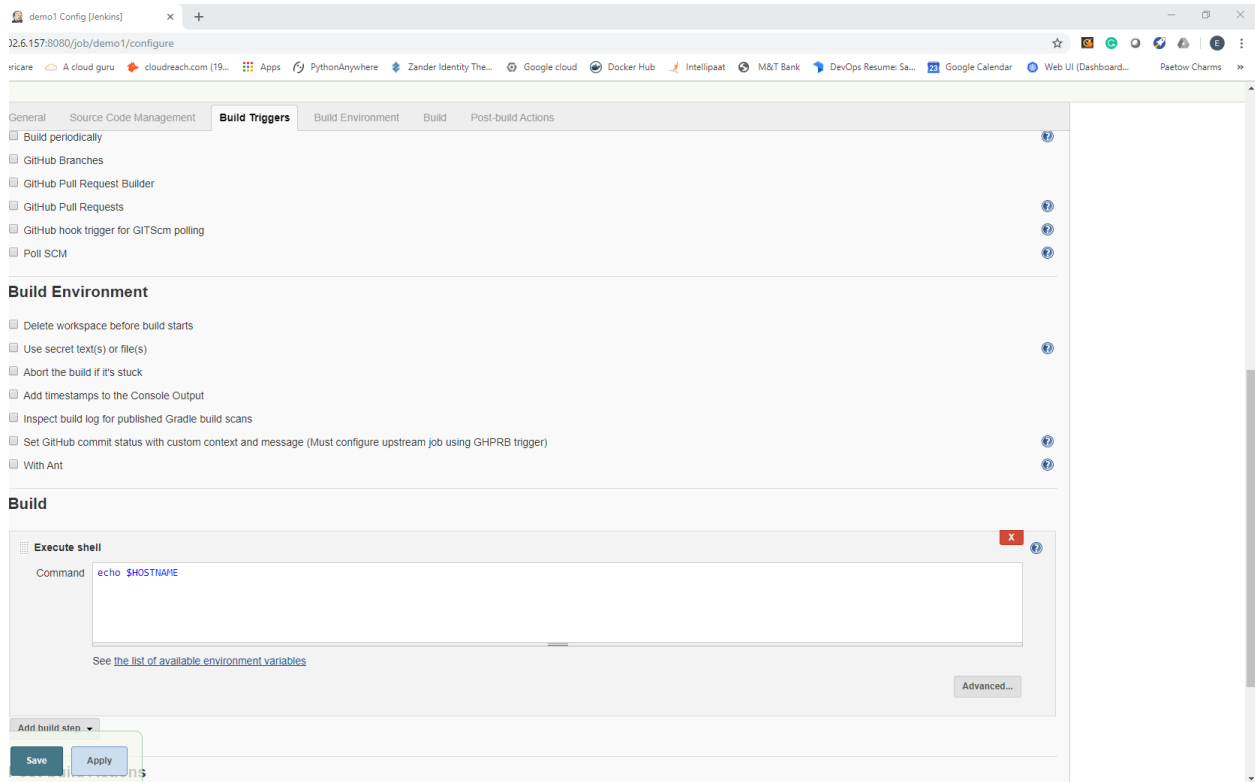 demo1 Config [Jenkins]
02.6.157:8080/job/demo1/configure
E
ericare A cloud guru cloudreach.com (19... Apps PythonAnywhere Zander Identity The... Google cloud Docker Hub Intellipaat M&T Bank DevOps Resume: Sa... 23 Google Calendar Web UI (Dashboard... Paetow Charms »
General Source Code Management Build Triggers Build Environment Build Post-build Actions
Build periodically
GitHub Branches
GitHub Pull Request Builder
GitHub Pull Requests
GitHub hook trigger for GITScm polling
Poll SCM
Build Environment
Delete workspace before build starts
Use secret text(s) or file(s)
Abort the build if it's stuck
Add timestamps to the Console Output
Inspect build log for published Gradle build scans
Set GitHub commit status with custom context and message (Must configure upstream job using GHPRB trigger)
With Ant
Build
X
Execute shell
Command echo $HOSTNAME
See the list of available environment variables
Advanced...
Add build step
Save Apply